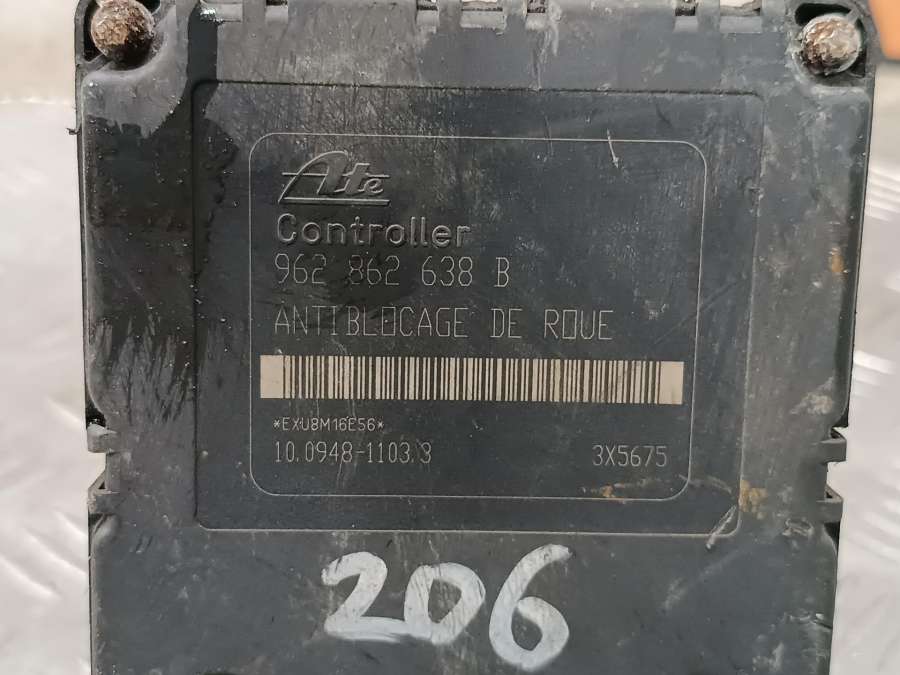 Ate
Controller
962 862 638 B
ANTIBLOCAGE DE ROUE
*EXU8M16E56*
10.0948-1103.3 3X5675
206